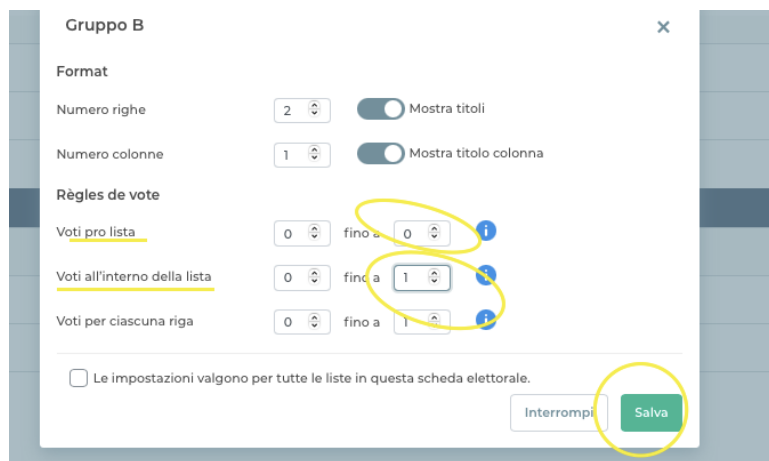 Gruppo B
Format
Numero righe 2 Mostra titoli
Numero colonne 1 Mostra titolo colonna
Règles de vote
Voti pro lista 0 fino a 0
Voti all'interno della lista 0 fino a 1
Voti per ciascuna riga 0 fino a 1
Le impostazioni valgono per tutte le liste in questa scheda elettorale.
Interrompi Salva